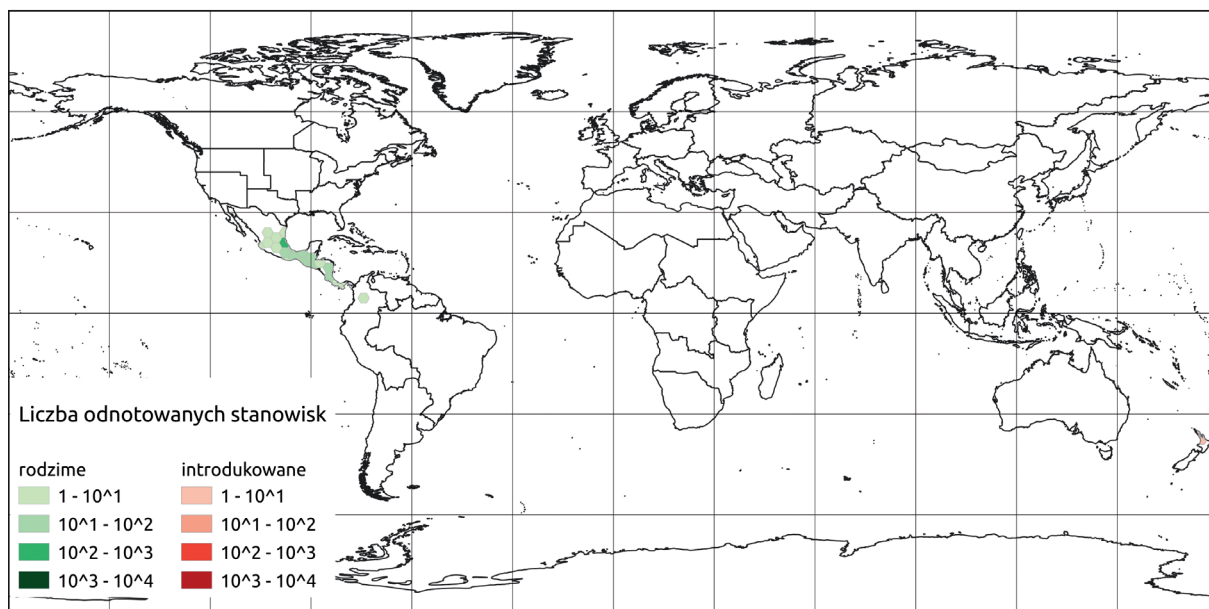 Liczba odnotowanych stanowisk
rodzime
introdukowane
1 - 10^1
1 - 10^1
10^1 - 10^2
10^1 - 10^2
10^2 - 10^3
10^2 - 10^3
10^3 - 10^4
10^3 - 10^4